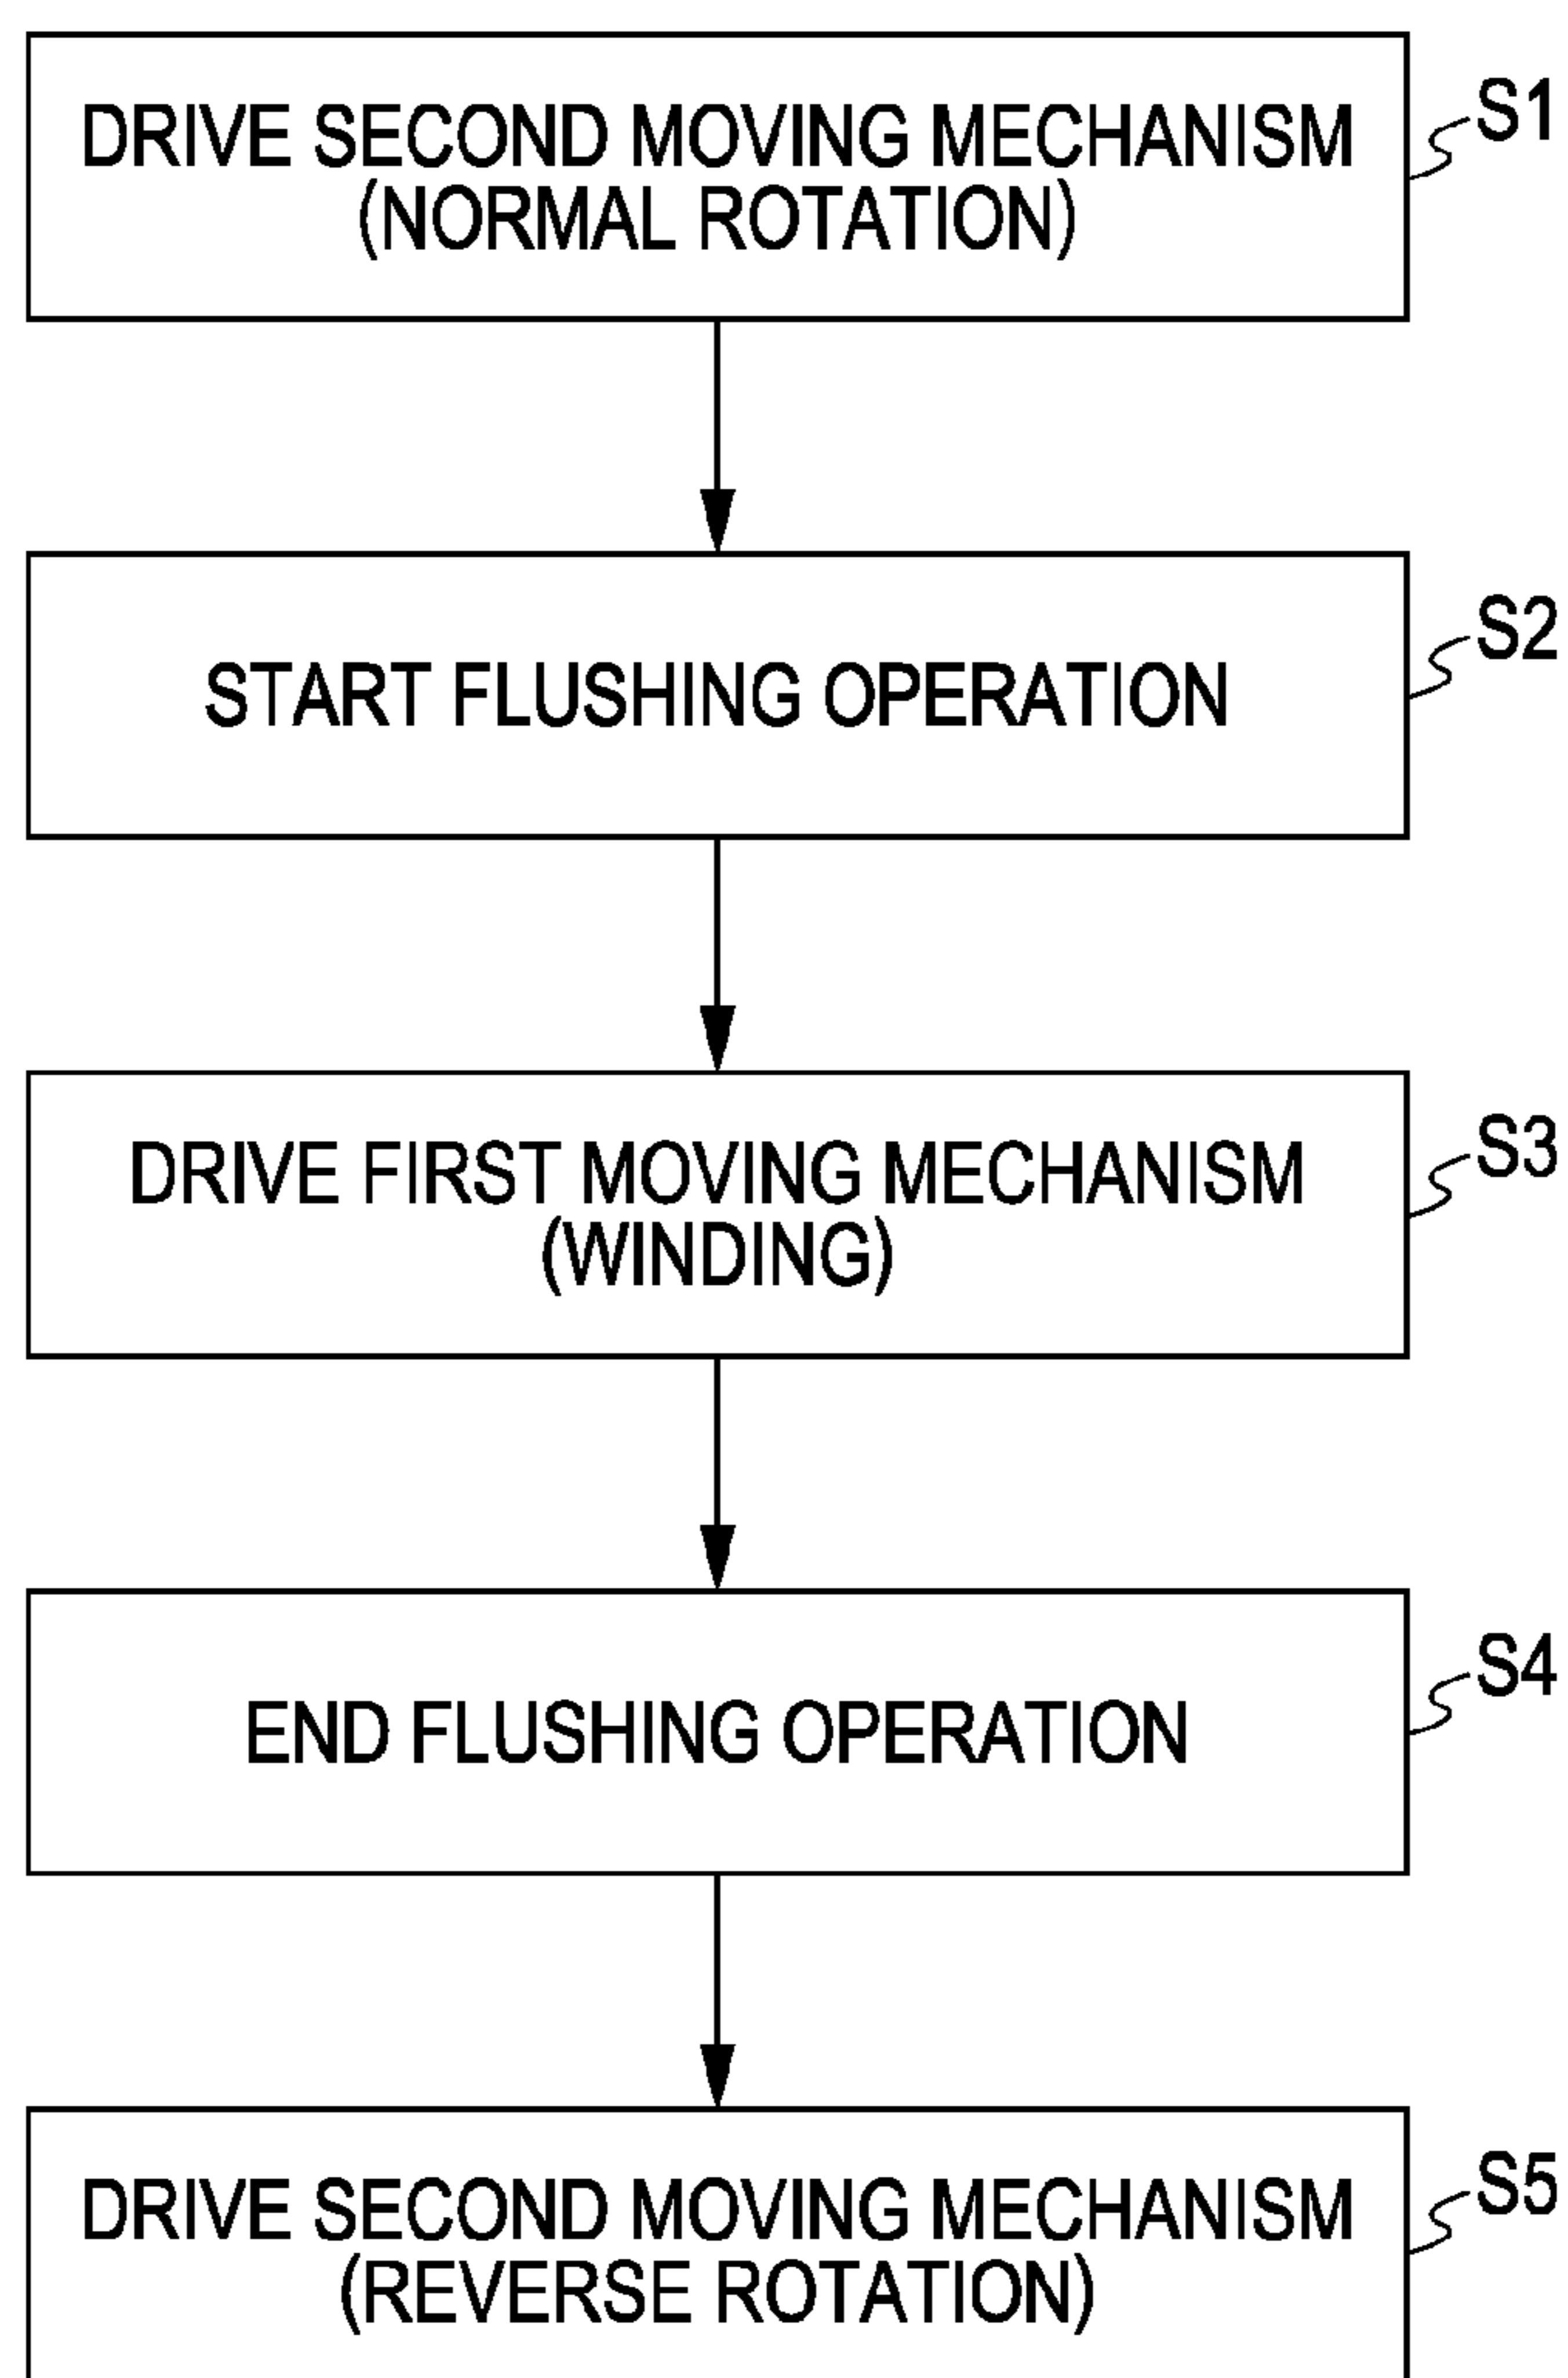 DRIVE SECOND MOVING MECHANISM
(NORMAL ROTATION)
S1
START FLUSHING OPERATION
S2
DRIVE FIRST MOVING MECHANISM
(WINDING)
S3
END FLUSHING OPERATION
S4
DRIVE SECOND MOVING MECHANISM
(REVERSE ROTATION)
S5